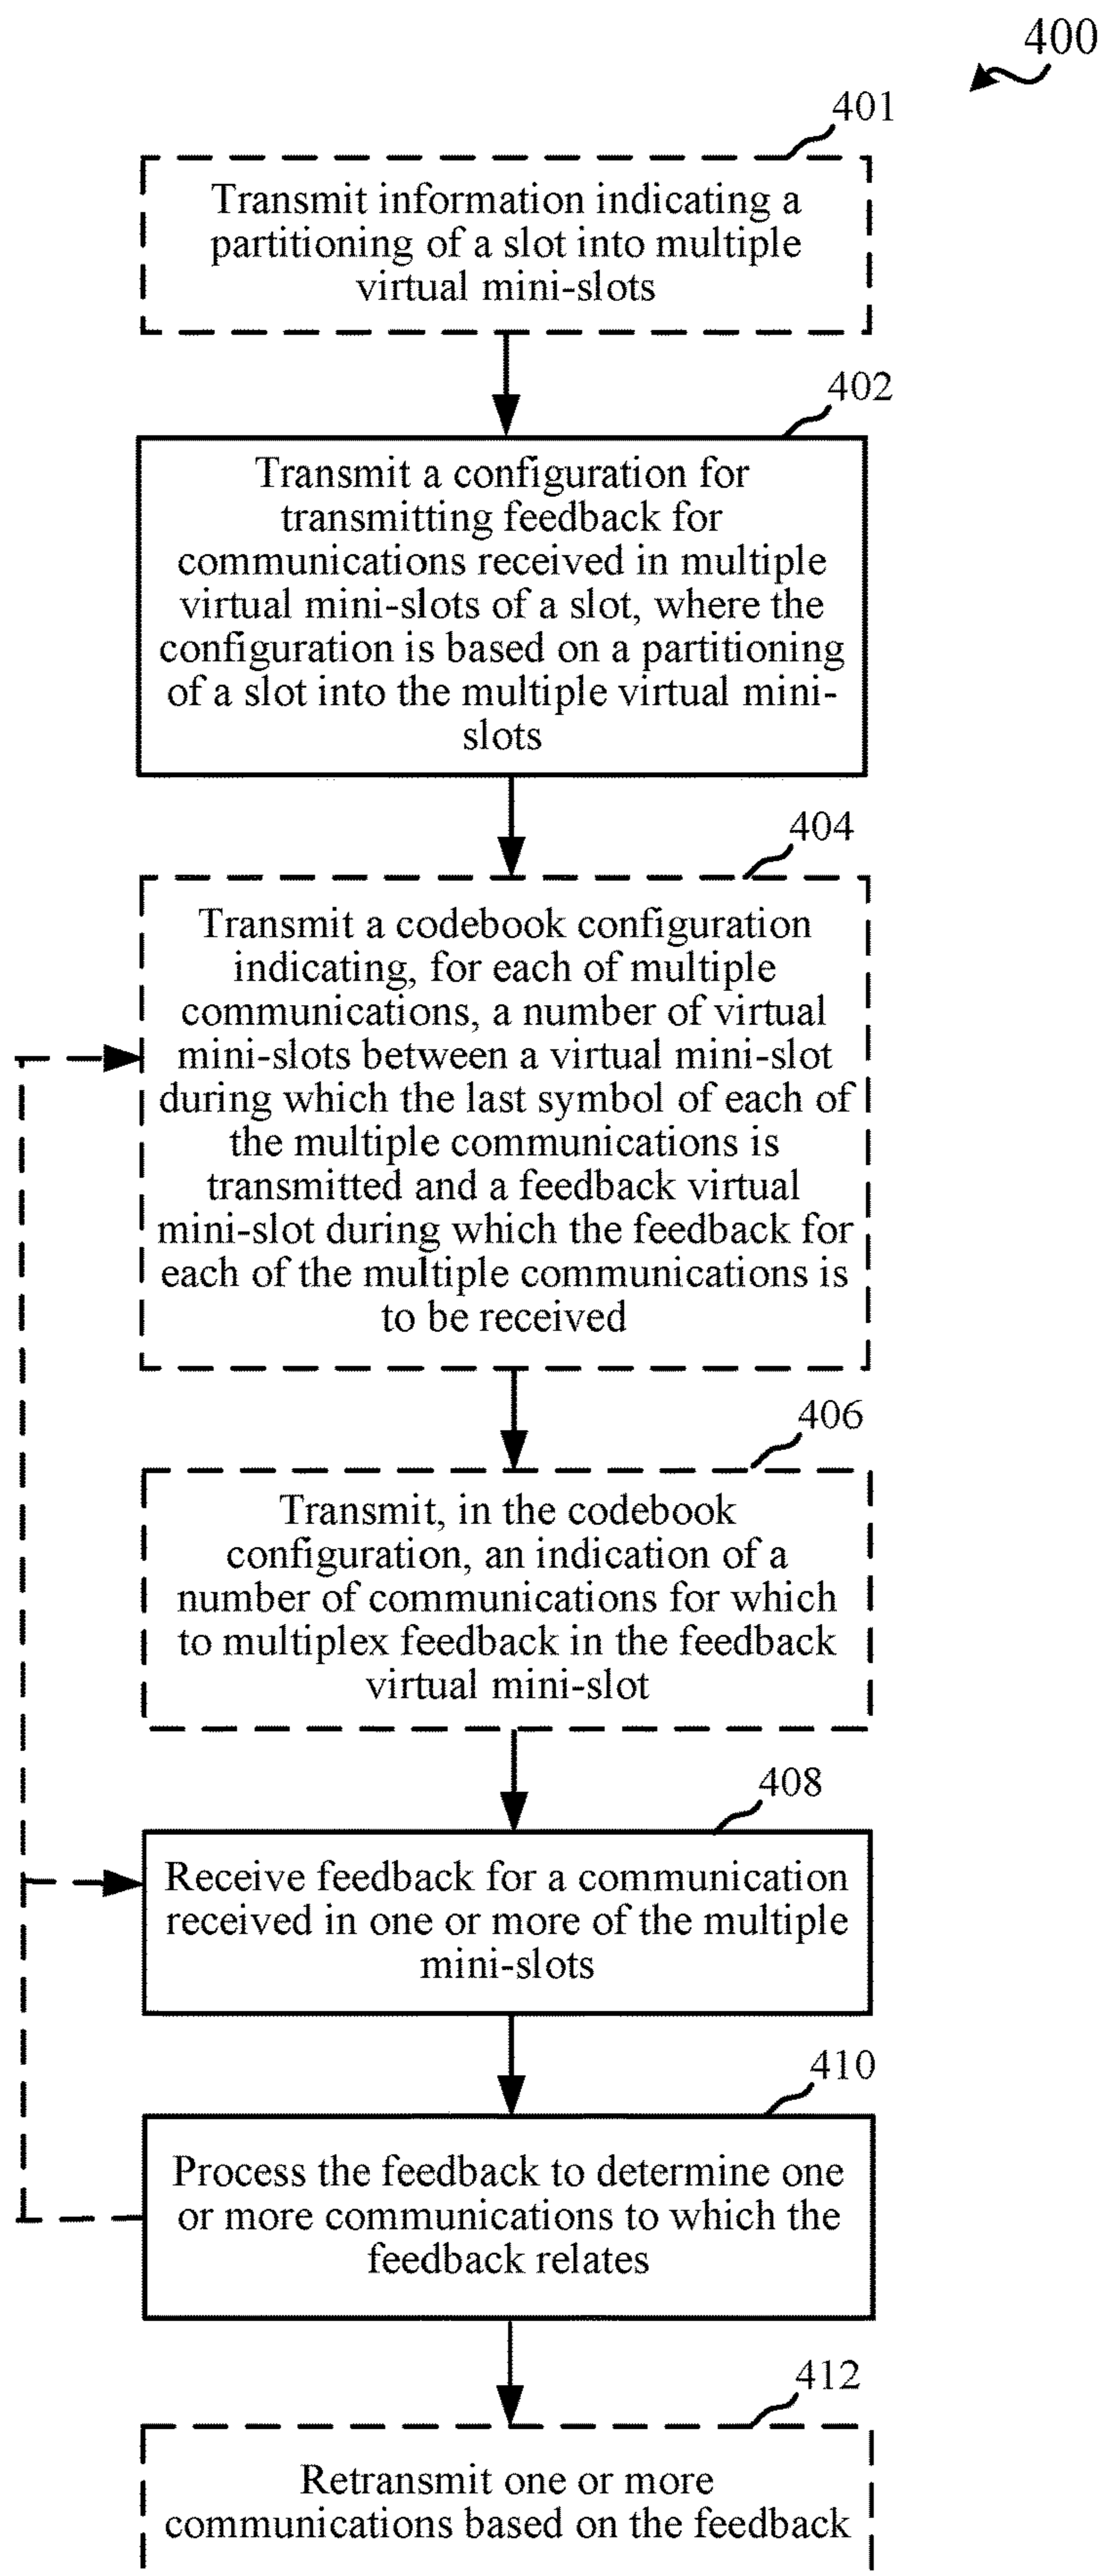 400
401
Transmit information indicating a
partitioning of a slot into multiple
virtual mini-slots
402
Transmit a configuration for
transmitting feedback for
communications received in multiple
virtual mini-slots of a slot, where the
configuration is based on a partitioning
of a slot into the multiple virtual mini-
slots
404
Transmit a codebook configuration
indicating, for each of multiple
communications, a number of virtual
mini-slots between a virtual mini-slot
during which the last symbol of each of
the multiple communications is
transmitted and a feedback virtual
mini-slot during which the feedback for
each of the multiple communications is
to be received
406
Transmit, in the codebook
configuration, an indication of a
number of communications for which
to multiplex feedback in the feedback
virtual mini-slot
408
Receive feedback for a communication
received in one or more of the multiple
mini-slots
410
Process the feedback to determine one
or more communications to which the
feedback relates
412
Retransmit one or more
communications based on the feedback